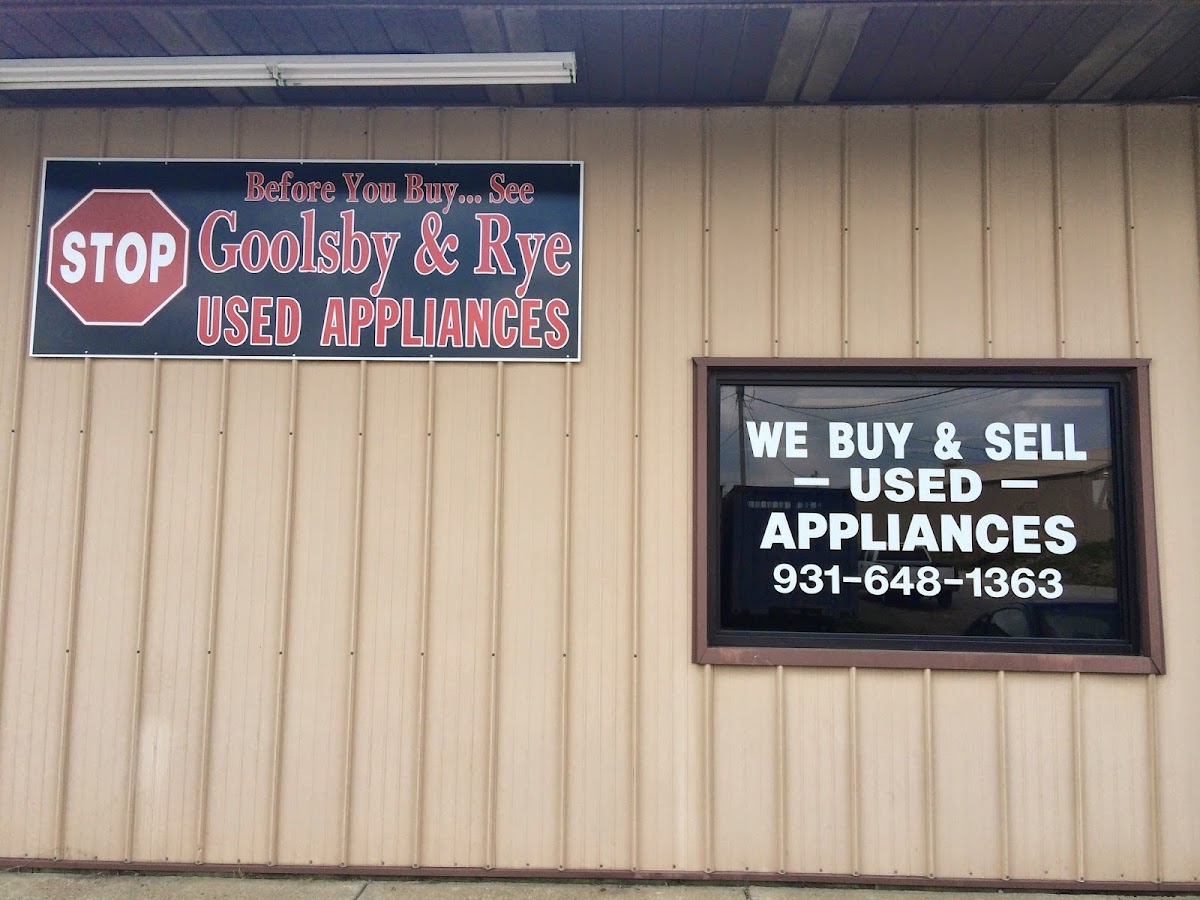 STOP
Before You Buy... See
Goolsby & Rye
USED APPLIANCES
WE BUY & SELL
- USED -
APPLIANCES
931-648-1363